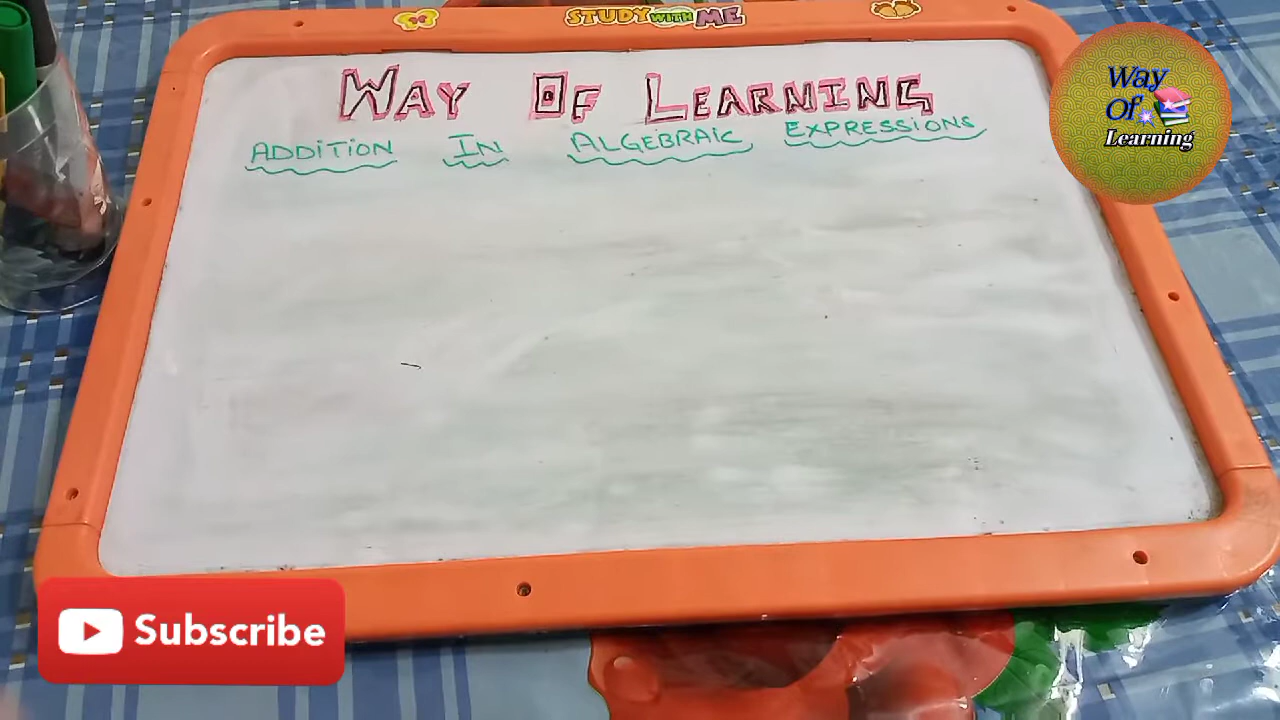 STUDY WITH ME
WAY OF LEARNING
ADDITION IN ALGEBRAIC EXPRESSIONS
Way
Of
Learning
Subscribe